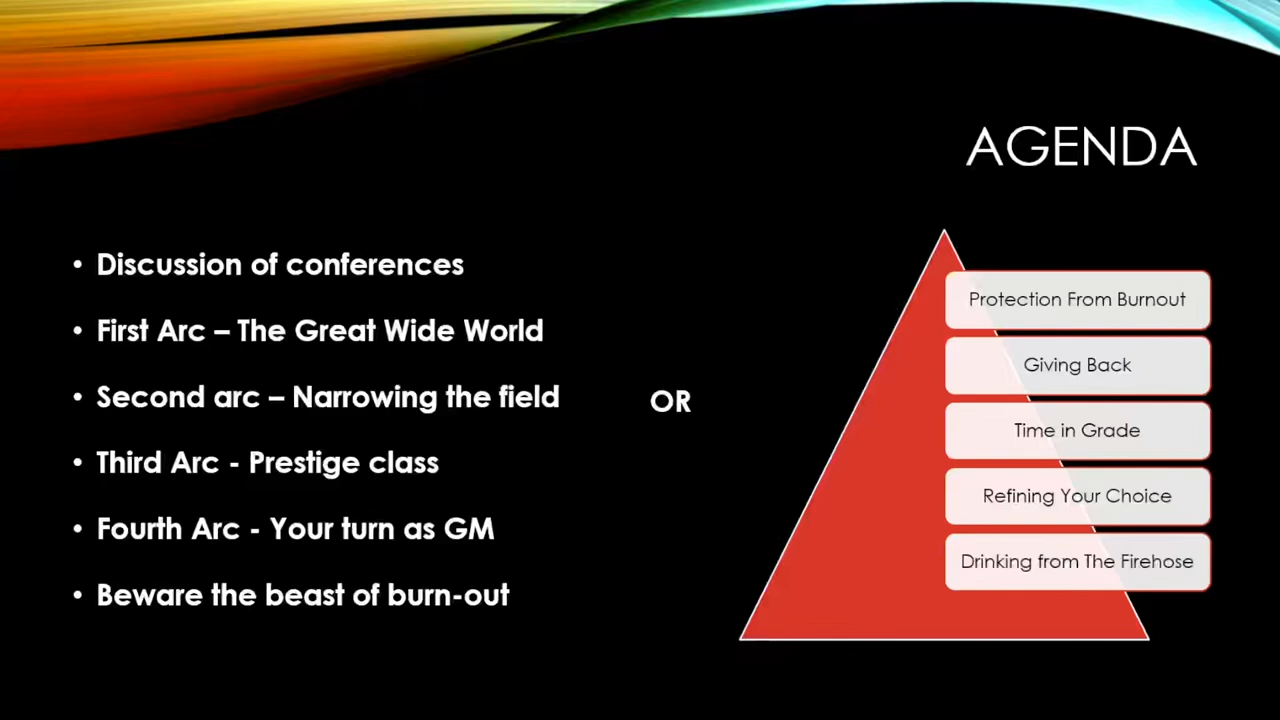 AGENDA
• Discussion of conferences
• First Arc – The Great Wide World
• Second arc – Narrowing the field
• Third Arc - Prestige class
• Fourth Arc - Your turn as GM
• Beware the beast of burn-out
OR
Protection From Burnout
Giving Back
Time in Grade
Refining Your Choice
Drinking from The Firehose